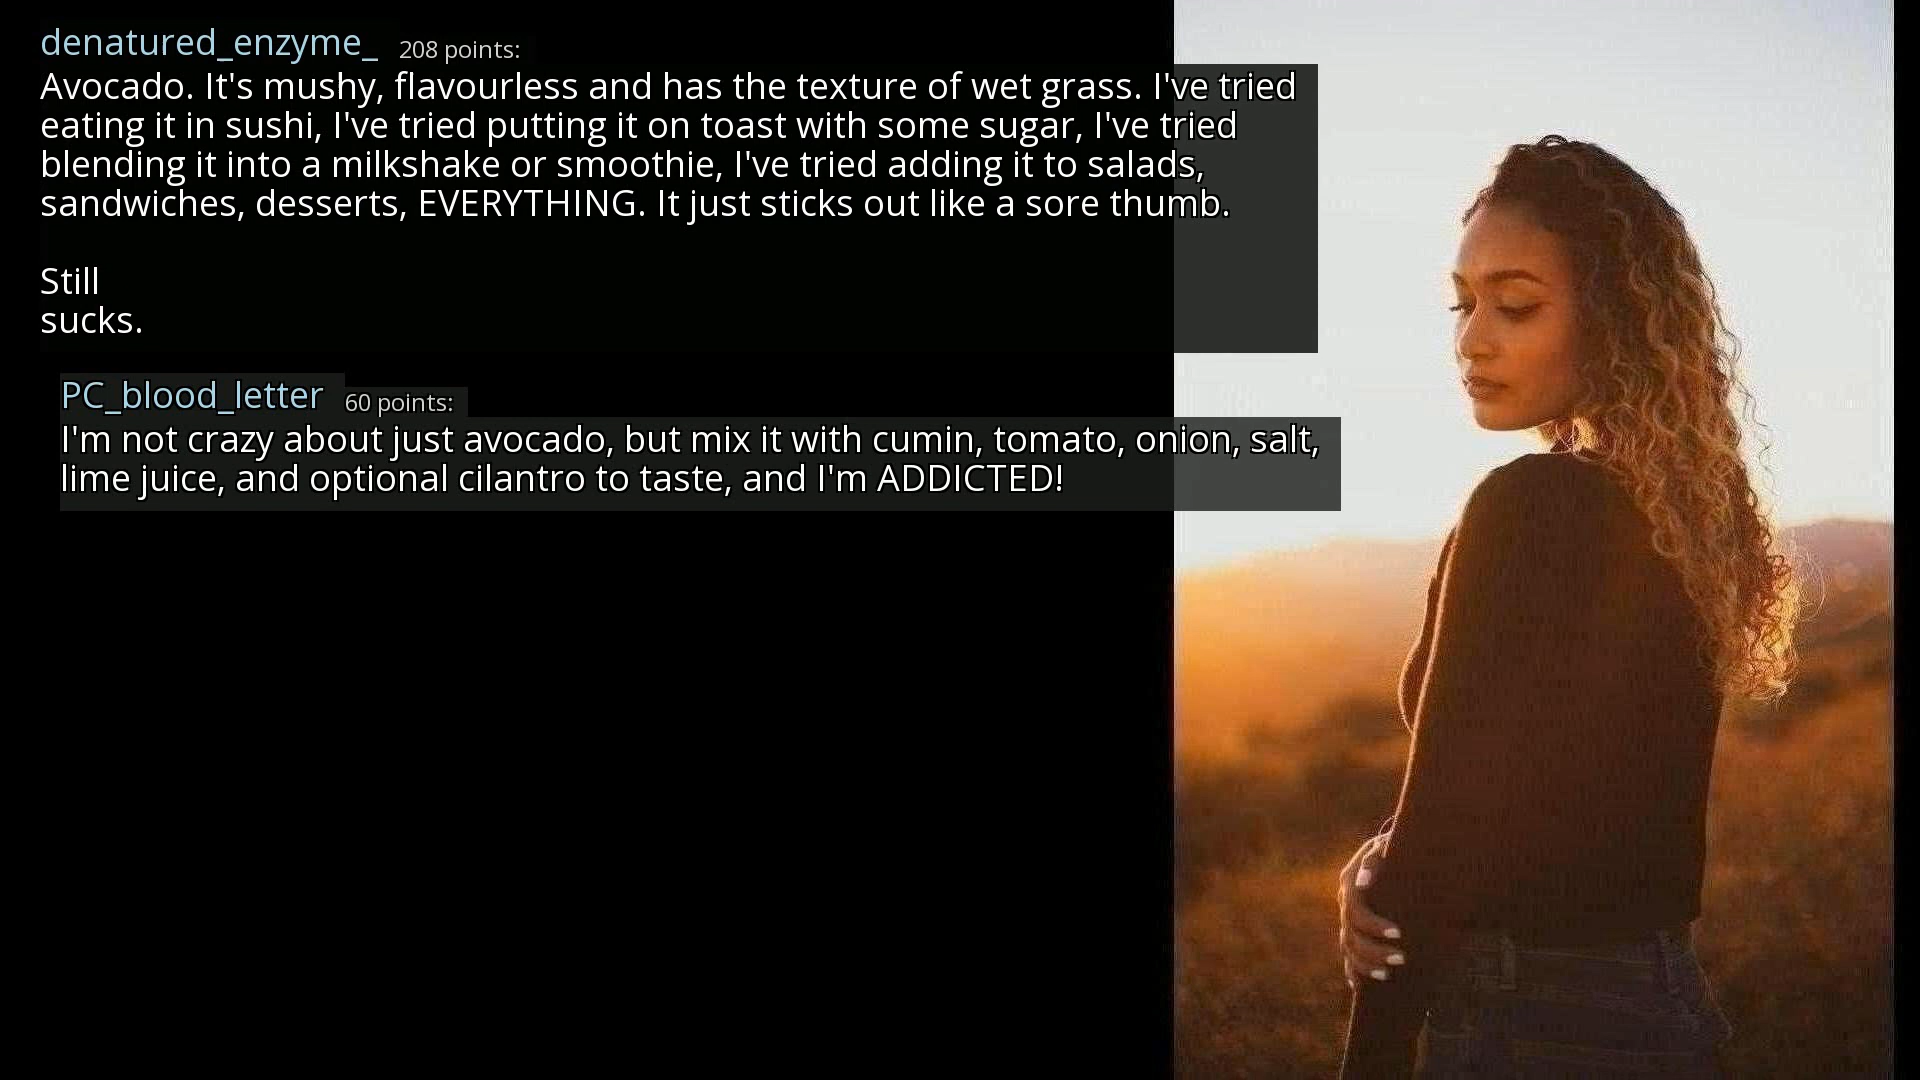 denatured_enzyme_ 208 points:
Avocado. It's mushy, flavourless and has the texture of wet grass. I've tried
eating it in sushi, I've tried putting it on toast with some sugar, I've tried
blending it into a milkshake or smoothie, I've tried adding it to salads,
sandwiches, desserts, EVERYTHING. It just sticks out like a sore thumb.
Still
sucks.
PC_blood_letter 60 points:
I'm not crazy about just avocado, but mix it with cumin, tomato, onion, salt,
lime juice, and optional cilantro to taste, and I'm ADDICTED!